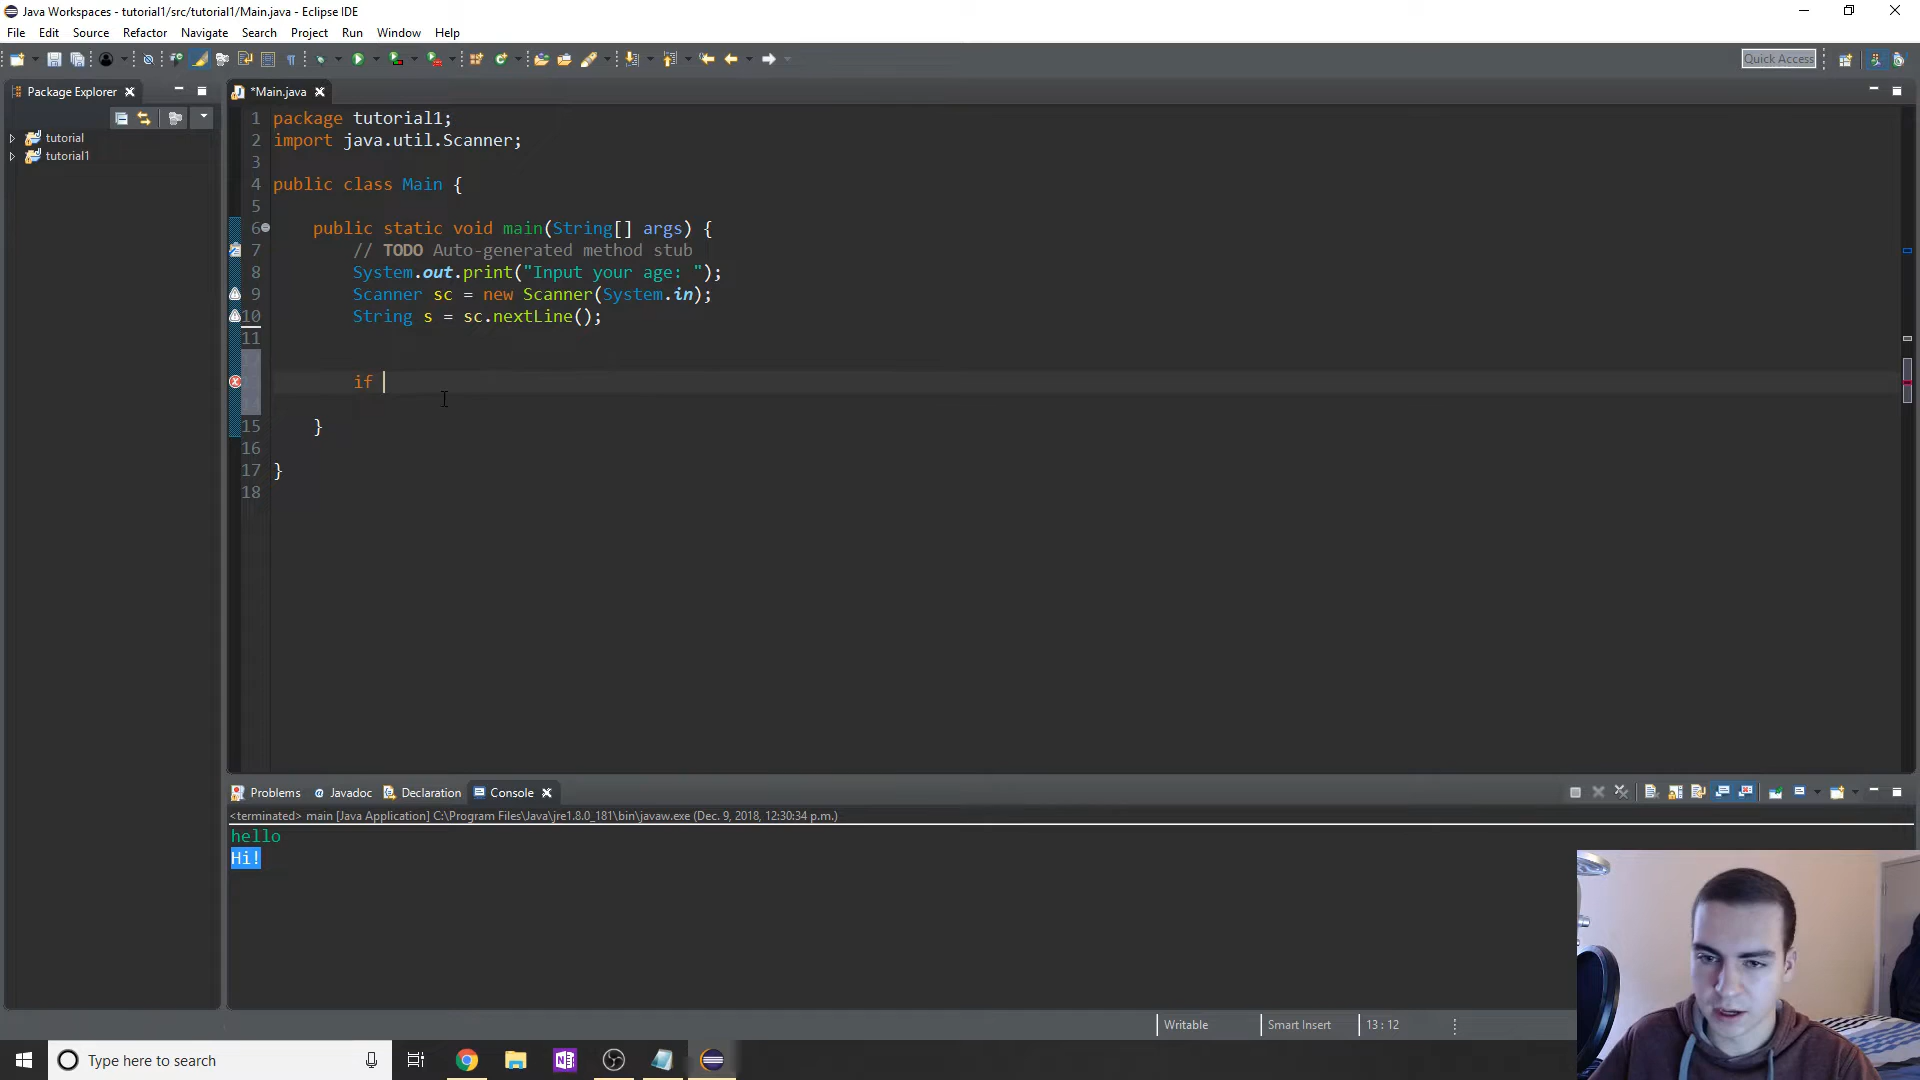 Java Workspaces - tutorial1/src/tutorial1/Main.java - Eclipse IDE
File Edit Source Refactor Navigate Search Project Run Window Help
Quick Access
Package Explorer
*Main.java
tutorial
tutorial1
1 package tutorial1;
2 import java.util.Scanner;
3
4 public class Main {
5
6 public static void main(String[] args) {
7 // TODO Auto-generated method stub
8 System.out.print("Input your age: ");
9 Scanner sc = new Scanner(System.in);
10 String s = sc.nextLine();
11
if
15 }
16
17 }
18
Problems @ Javadoc Declaration Console
<terminated> main [Java Application] C:\Program Files\Java\jre1.8.0_181\bin\javaw.exe (Dec. 9, 2018, 12:30:34 p.m.)
hello
Hi!
Writable Smart Insert 13 : 12
Type here to search